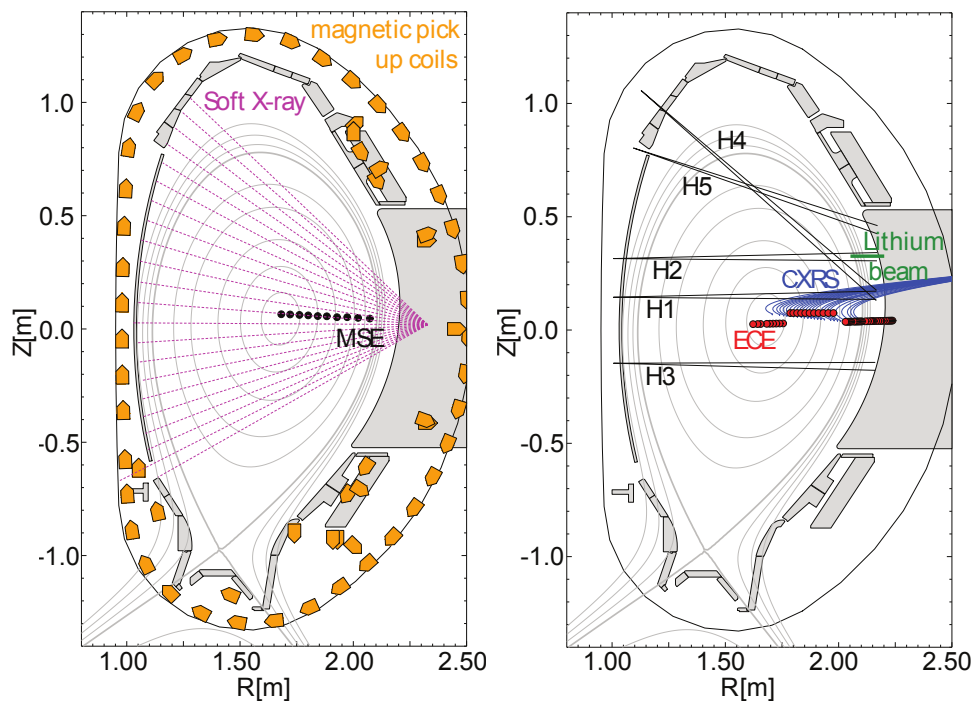 magnetic pick
up coils
Soft X-ray
MSE
1.0
0.5
0.0
-0.5
-1.0
Z[m]
1.00
1.50
2.00
2.50
R[m]
H4
H5
Lithium
beam
H2
CXRS
H1
ECE
H3
1.0
0.5
0.0
-0.5
-1.0
Z[m]
1.00
1.50
2.00
2.50
R[m]